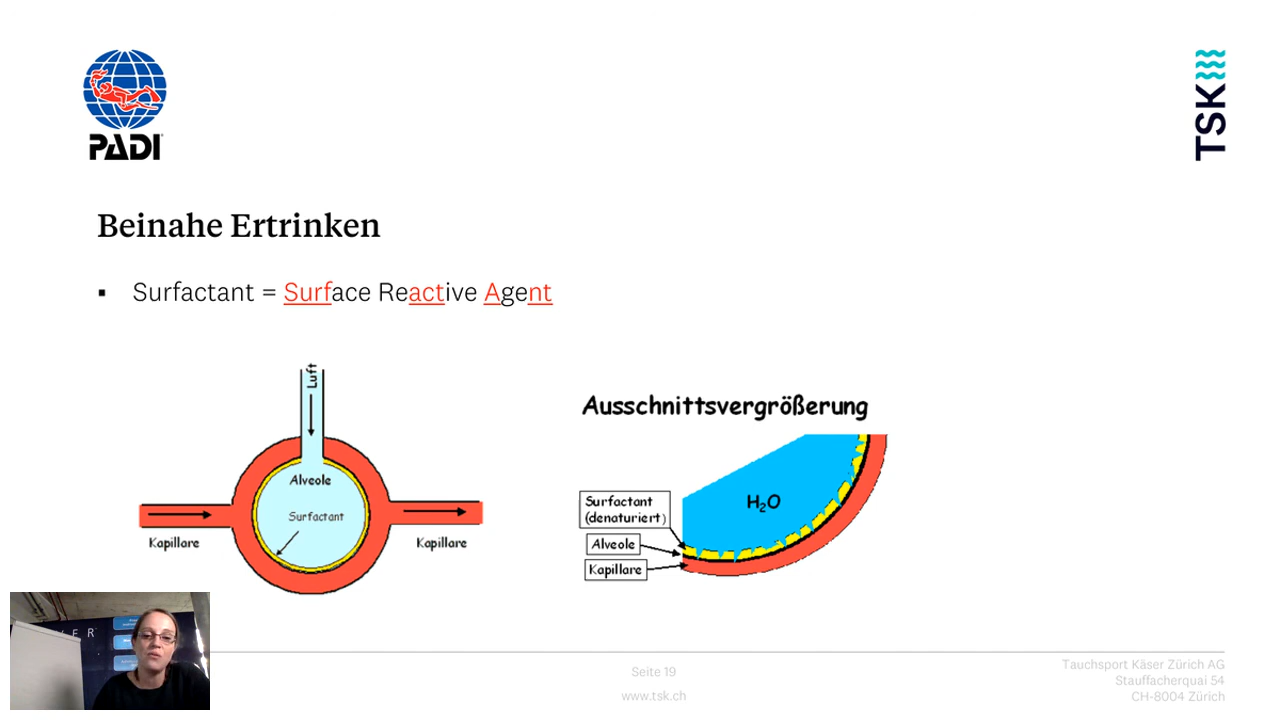 PADI
TSK
Beinahe Ertrinken
▪ Surfactant = Surface Reactive Agent
Luft
Alveole
Surfactant
Kapillare
Kapillare
Ausschnittsvergrößerung
H₂O
Surfactant
(denaturiert)
Alveole
Kapillare
Seite 19
www.tsk.ch
Tauchsport Käser Zürich AG
Stauffacherquai 54
CH-8004 Zürich